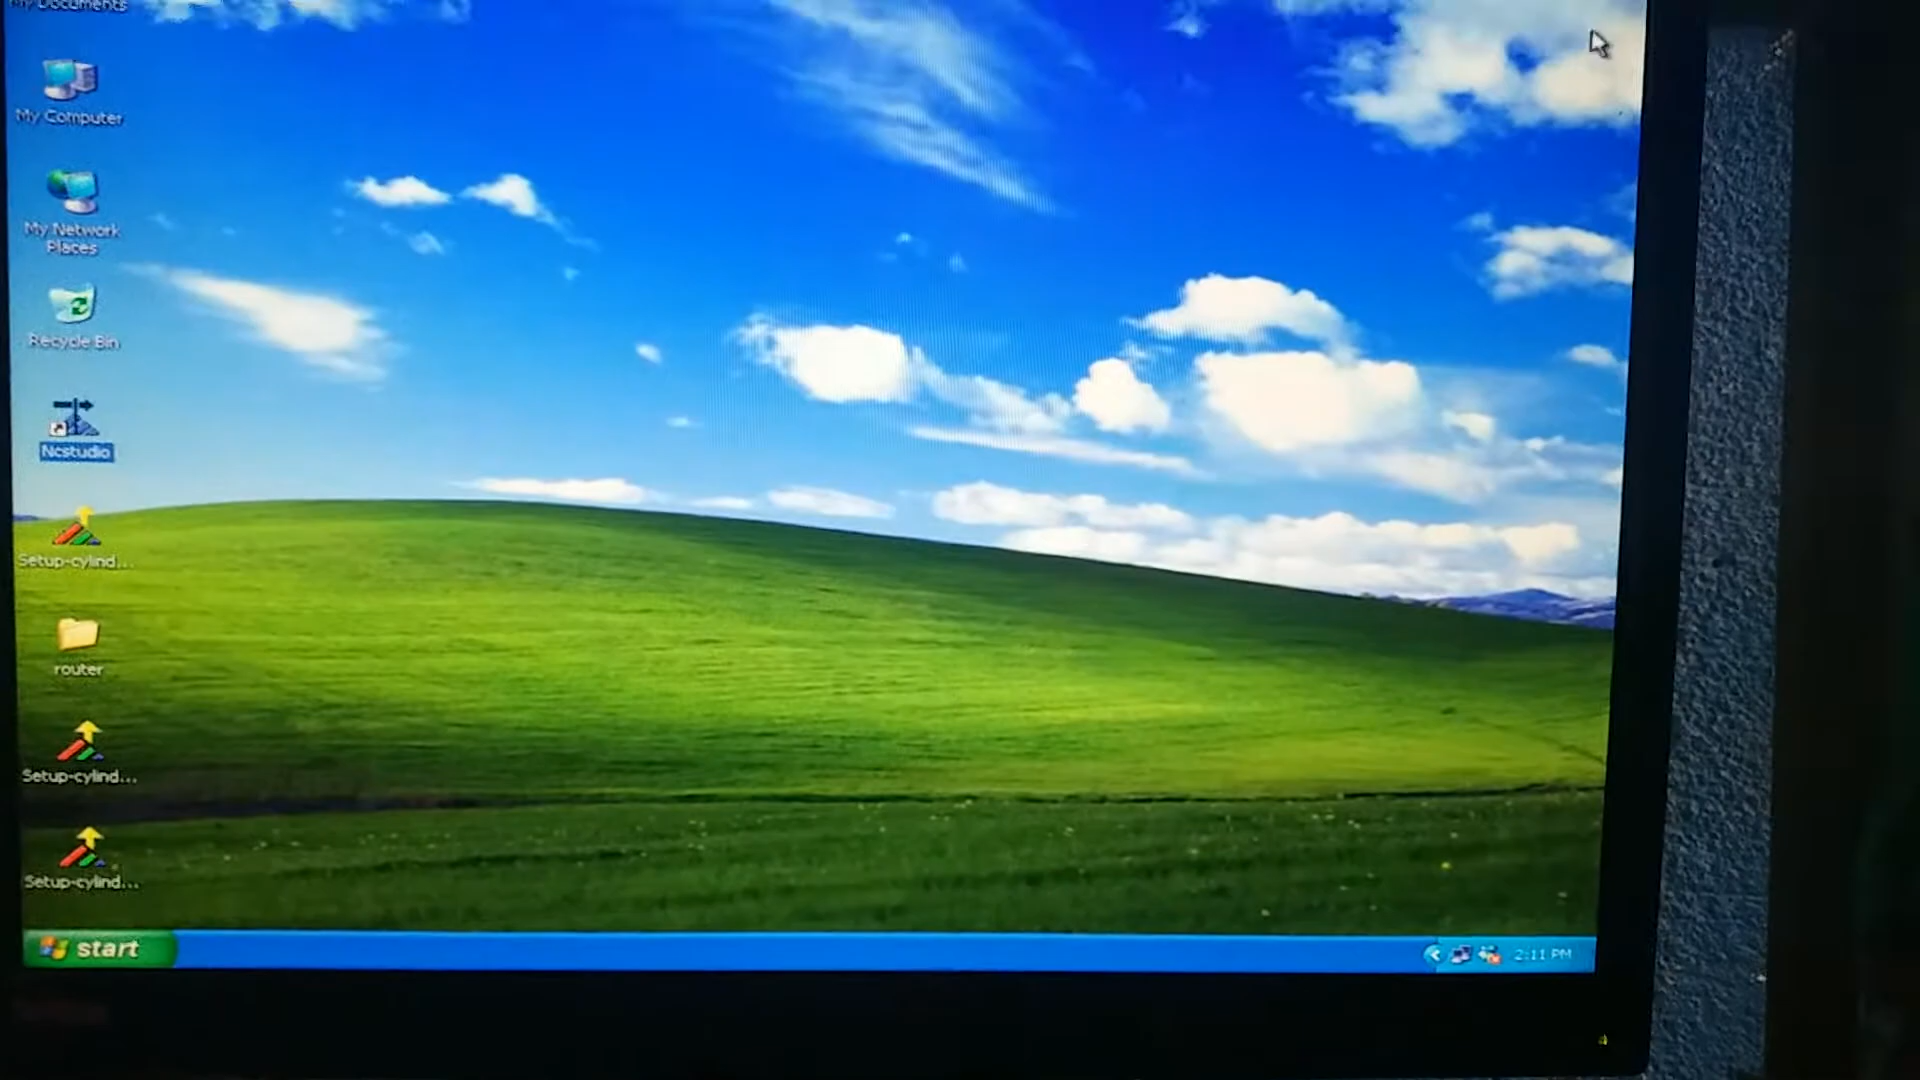 My Documents
My Computer
My Network
Places
Recycle Bin
Ncstudio
Setup-cylind...
router
Setup-cylind...
Setup-cylind...
start
2:11 PM